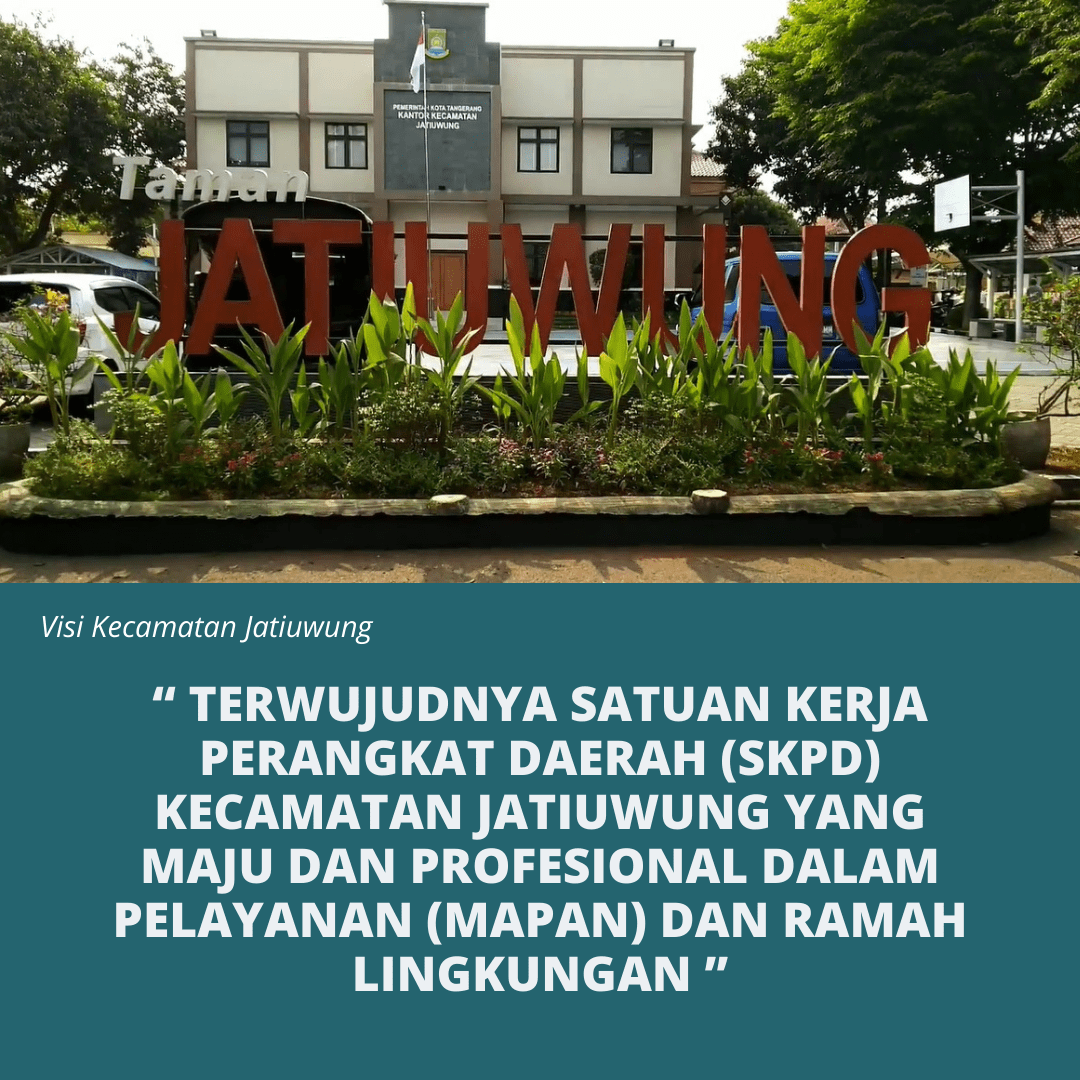 PEMERINTAH KOTA TANGERANG
KANTOR KECAMATAN
JATIUWUNG
Taman
JATIUWUNG
Visi Kecamatan Jatiuwung
“ TERWUJUDNYA SATUAN KERJA
PERANGKAT DAERAH (SKPD)
KECAMATAN JATIUWUNG YANG
MAJU DAN PROFESIONAL DALAM
PELAYANAN (MAPAN) DAN RAMAH
LINGKUNGAN ”